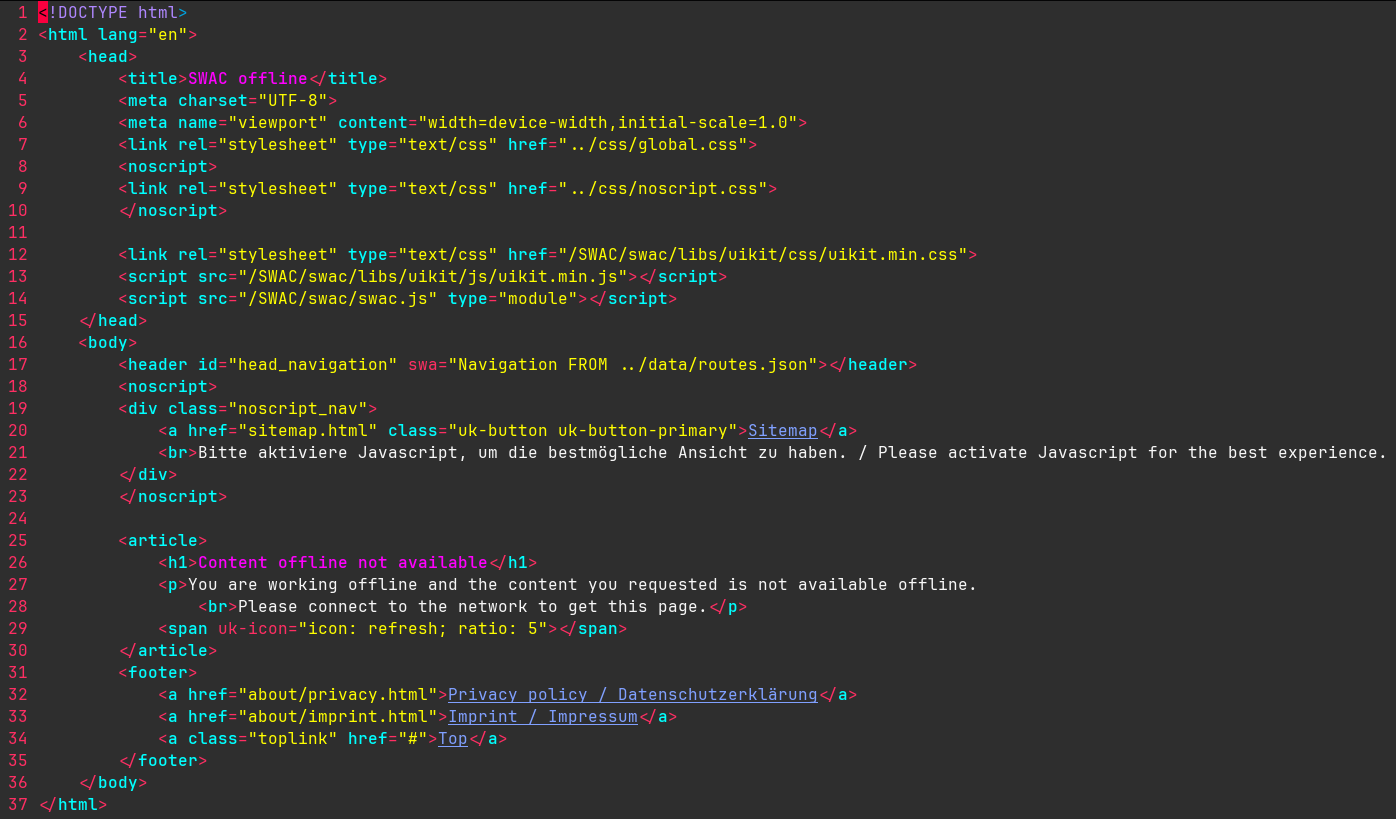 1 <!DOCTYPE html>
2 <html lang="en">
3     <head>
4         <title>SWAC offline</title>
5         <meta charset="UTF-8">
6         <meta name="viewport" content="width=device-width,initial-scale=1.0">
7         <link rel="stylesheet" type="text/css" href="../css/global.css">
8         <noscript>
9         <link rel="stylesheet" type="text/css" href="../css/noscript.css">
10         </noscript>
11
12         <link rel="stylesheet" type="text/css" href="/SWAC/swac/libs/uikit/css/uikit.min.css">
13         <script src="/SWAC/swac/libs/uikit/js/uikit.min.js"></script>
14         <script src="/SWAC/swac/swac.js" type="module"></script>
15     </head>
16     <body>
17         <header id="head_navigation" swa="Navigation FROM ../data/routes.json"></header>
18         <noscript>
19         <div class="noscript_nav">
20             <a href="sitemap.html" class="uk-button uk-button-primary">Sitemap</a>
21             <br>Bitte aktiviere Javascript, um die bestmögliche Ansicht zu haben. / Please activate Javascript for the best experience.
22         </div>
23         </noscript>
24
25         <article>
26             <h1>Content offline not available</h1>
27             <p>You are working offline and the content you requested is not available offline.
28                 <br>Please connect to the network to get this page.</p>
29             <span uk-icon="icon: refresh; ratio: 5"></span>
30         </article>
31         <footer>
32             <a href="about/privacy.html">Privacy policy / Datenschutzerklärung</a>
33             <a href="about/imprint.html">Imprint / Impressum</a>
34             <a class="toplink" href="#">Top</a>
35         </footer>
36     </body>
37 </html>